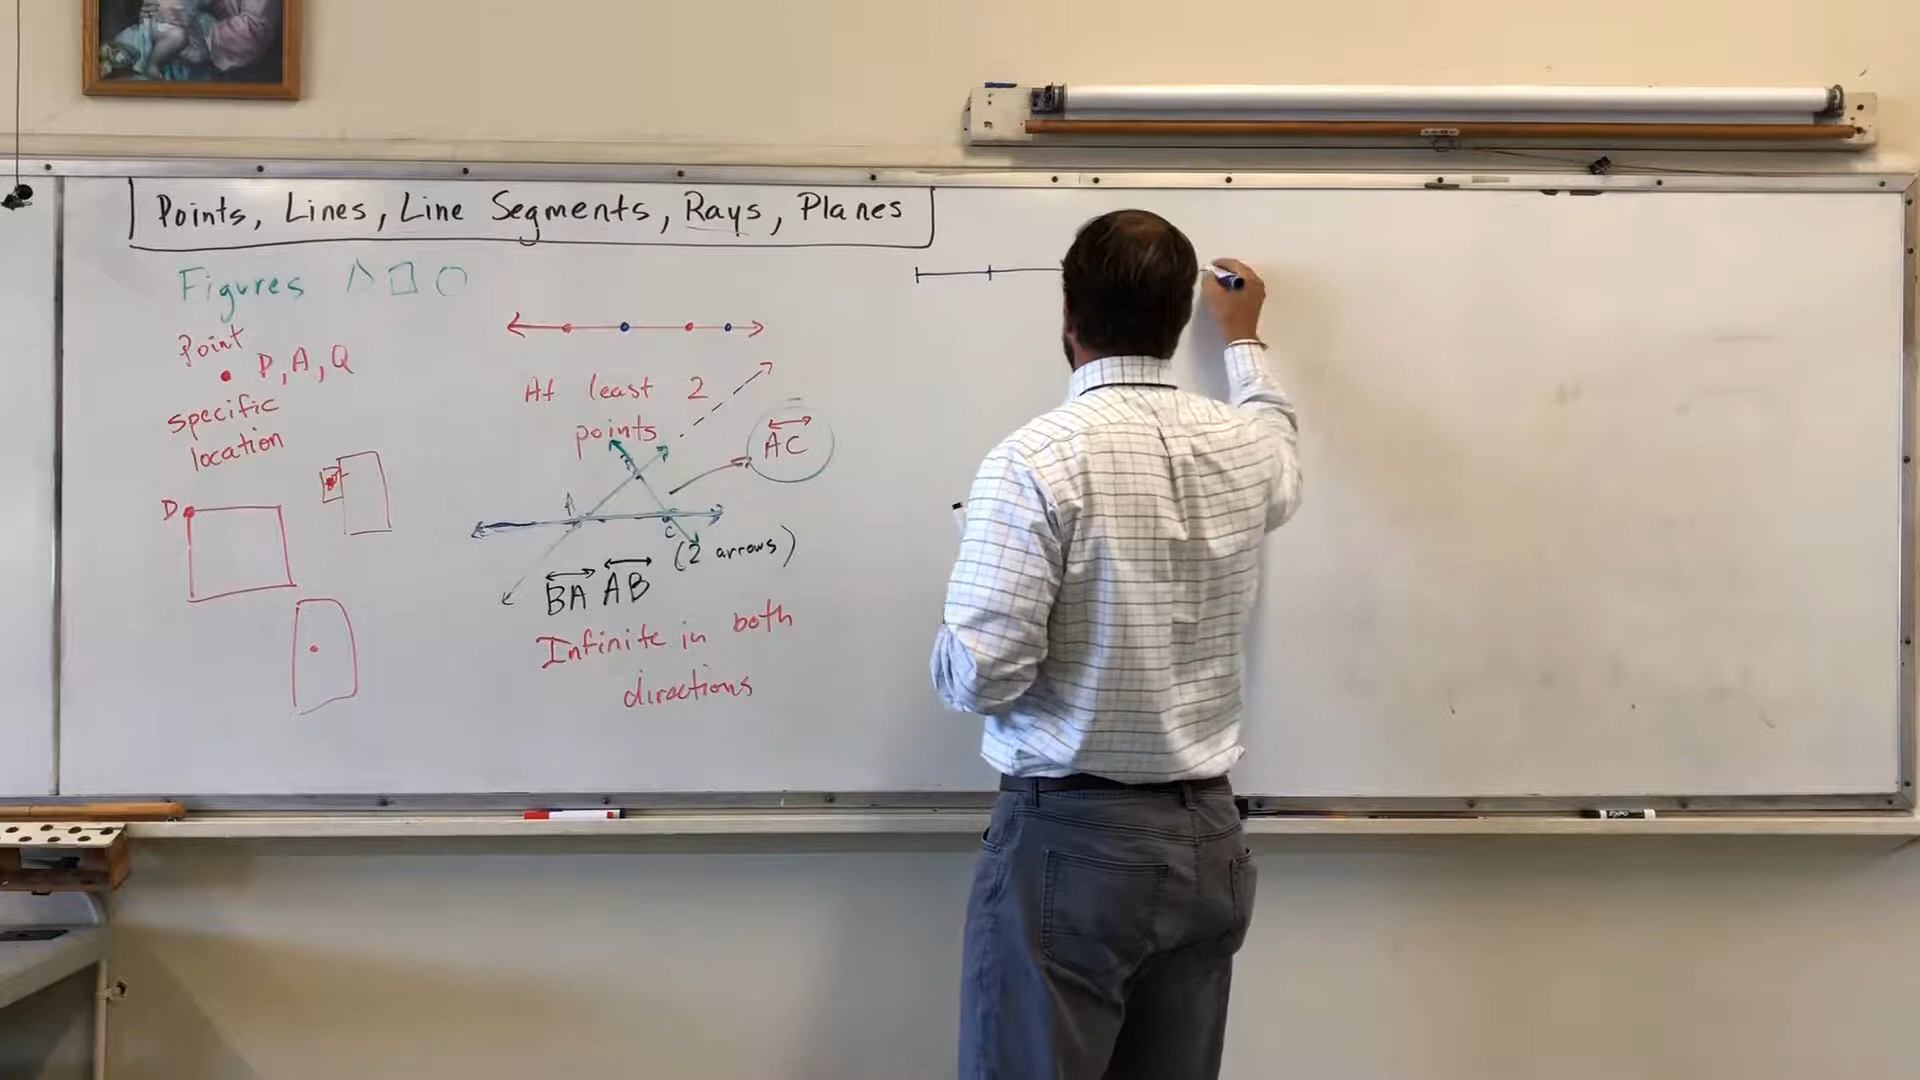 Points, Lines, Line Segments, Rays, Planes
Figures
Point
P, A, Q
specific
location
D
At least 2
points
AC
A
C
(2 arrows)
BA AB
Infinite in both
directions
EXPO